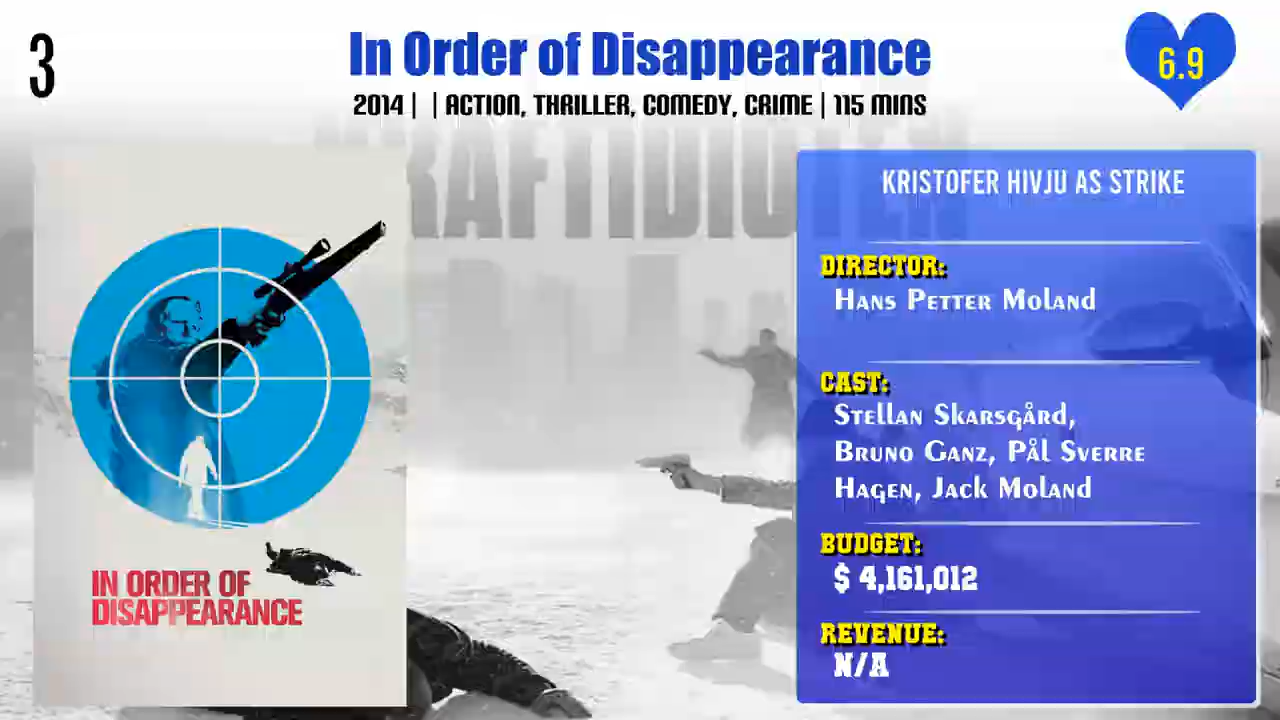 3
In Order of Disappearance
6.9
2014 | | ACTION, THRILLER, COMEDY, CRIME | 115 MINS
KRAFTIDIOTEN
IN ORDER OF
DISAPPEARANCE
KRISTOFER HIVJU AS STRIKE
DIRECTOR:
Hans Petter Moland
CAST:
Stellan Skarsgård,
Bruno Ganz, Pål Sverre
Hagen, Jack Moland
BUDGET:
$ 4,161,012
REVENUE:
N/A